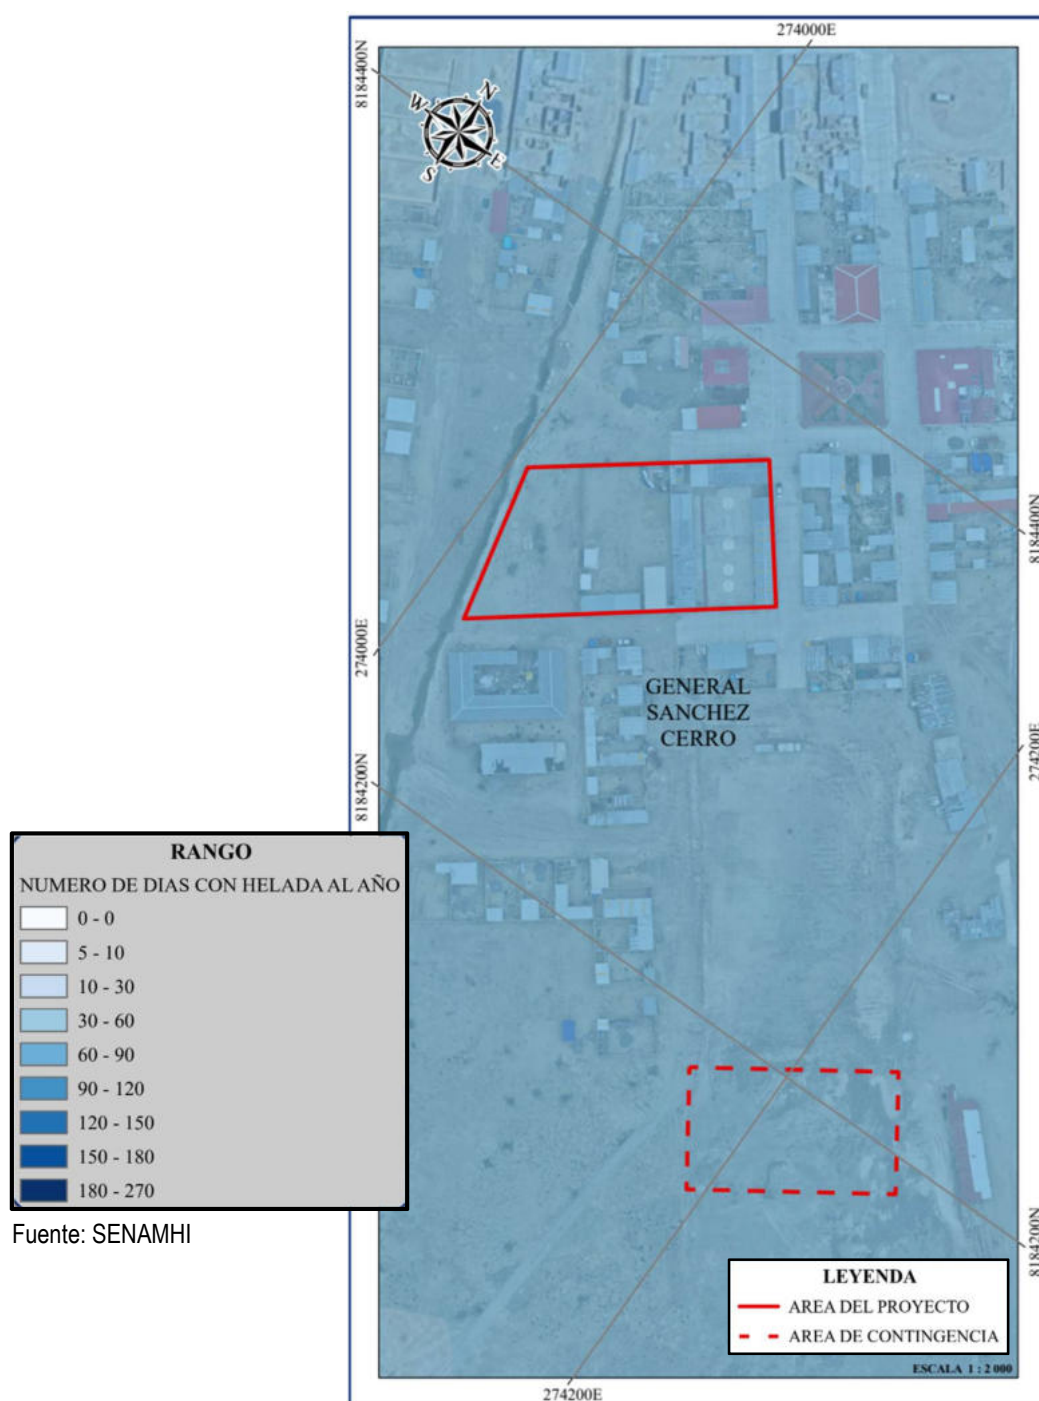 274000E
8184400N
W
N
S
E
8184400N
274000E
GENERAL
SANCHEZ
CERRO
274200E
8184200N
RANGO
NUMERO DE DIAS CON HELADA AL AÑO
0 - 0
5 - 10
10 - 30
30 - 60
60 - 90
90 - 120
120 - 150
150 - 180
180 - 270
Fuente: SENAMHI
8184200N
LEYENDA
AREA DEL PROYECTO
AREA DE CONTINGENCIA
ESCALA 1 : 2 000
274200E